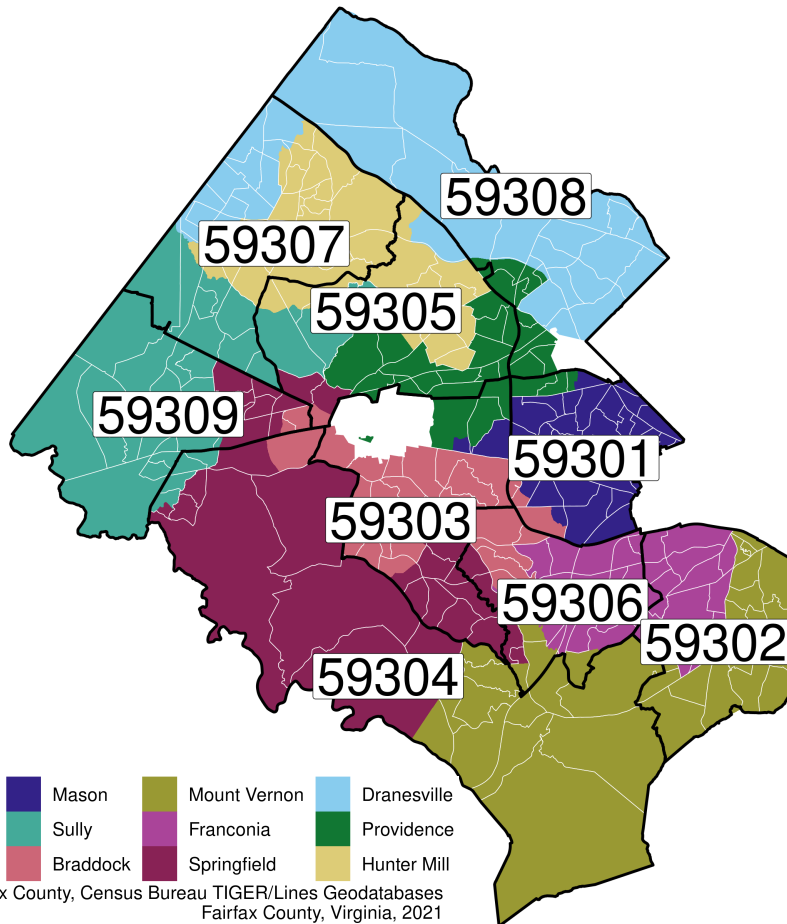 59308
59307
59305
59309
59301
59303
59306
59302
59304
Mason Mount Vernon Dranesville
Sully Franconia Providence
Braddock Springfield Hunter Mill
x County, Census Bureau TIGER/Lines Geodatabases
Fairfax County, Virginia, 2021